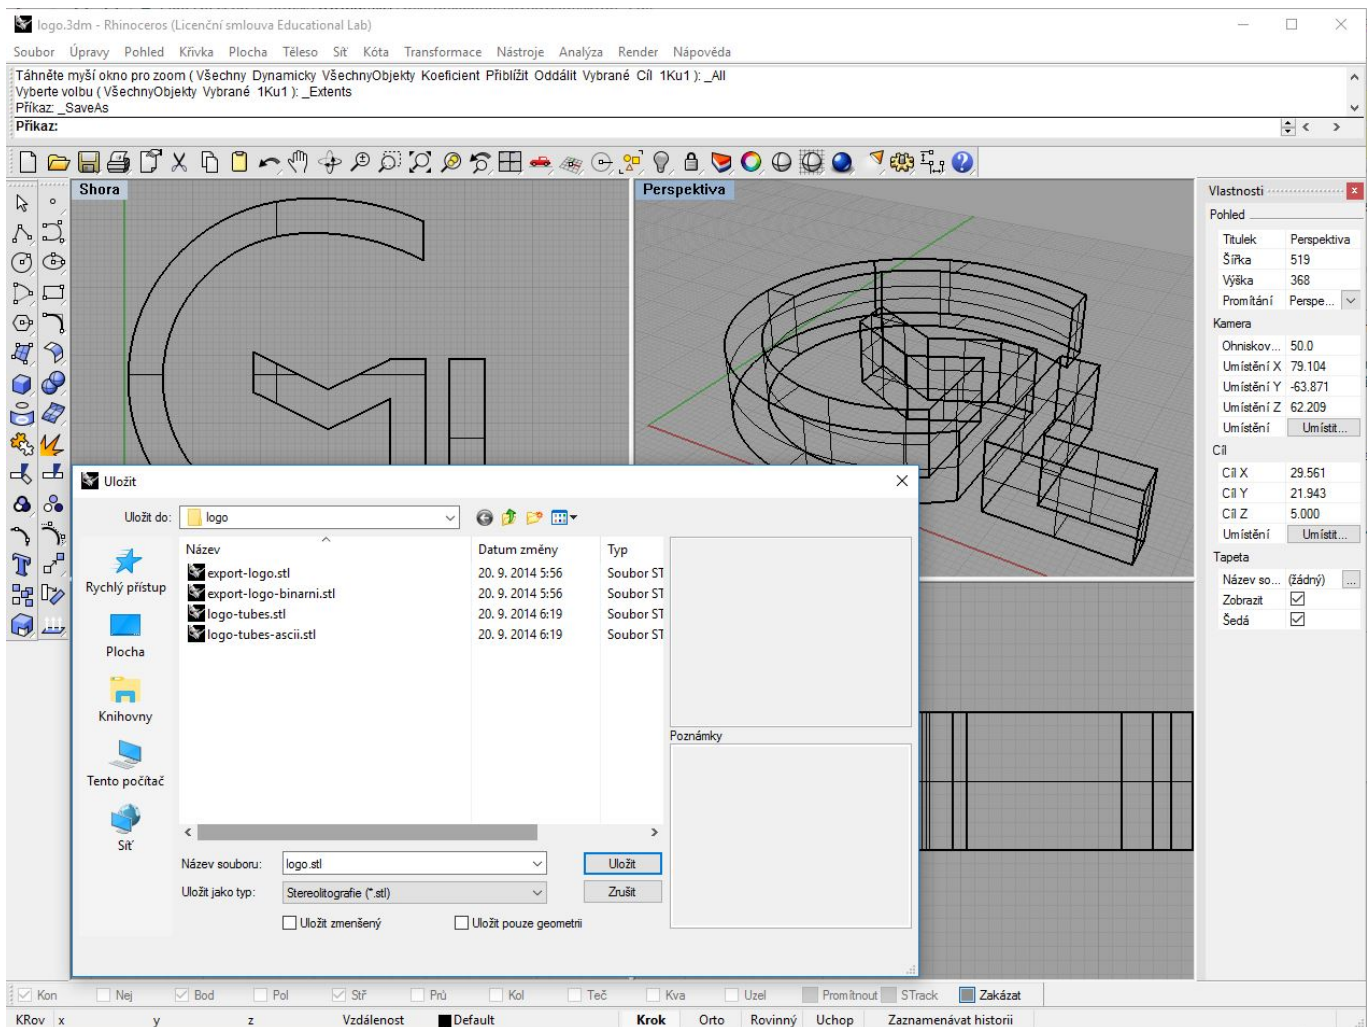 logo.3dm - Rhinoceros (Licenční smlouva Educational Lab)
Soubor Úpravy Pohled Křivka Plocha Těleso Síť Kóta Transformace Nástroje Analýza Render Nápověda
Táhněte myší okno pro zoom ( Všechny Dynamicky VšechnyObjekty Koeficient Přiblížit Oddálit Vybrané Cíl 1Ku1 ): _All
Vyberte volbu ( VšechnyObjekty Vybrané 1Ku1 ): _Extents
Příkaz: _SaveAs
Příkaz:
Shora
Perspektiva
Vlastnosti
Pohled
Titulek Perspektiva
Šířka 519
Výška 368
Promítání Perspe...
Kamera
Ohniskov... 50.0
Umístění X 79.104
Umístění Y -63.871
Umístění Z 62.209
Umístění Umístit...
Cíl
Cíl X 29.561
Cíl Y 21.943
Cíl Z 5.000
Umístění Umístit...
Tapeta
Název so... (žádný) ...
Zobrazit
Šedá
Uložit
Uložit do: logo
Název Datum změny Typ
export-logo.stl 20. 9. 2014 5:56 Soubor ST
export-logo-binarni.stl 20. 9. 2014 5:56 Soubor ST
logo-tubes.stl 20. 9. 2014 6:19 Soubor ST
logo-tubes-ascii.stl 20. 9. 2014 6:19 Soubor ST
Rychlý přístup
Plocha
Knihovny
Tento počítač
Síť
Poznámky
Název souboru: logo.stl Uložit
Uložit jako typ: Stereolitografie (*.stl) Zrušit
Uložit zmenšený Uložit pouze geometrii
Kon Nej Bod Pol Stř Prů Kol Teč Kva Uzel Promítnout STrack Zakázat
KRov x y z Vzdálenost Default Krok Orto Rovinný Uchop Zaznamenávat historii